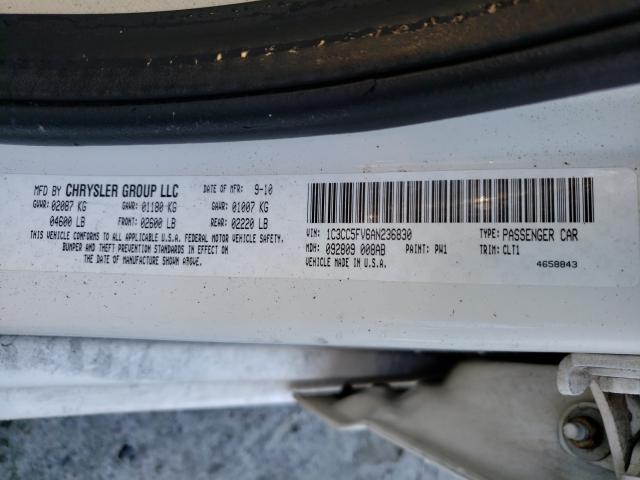 MFD BY CHRYSLER GROUP LLC DATE OF MFR: 9-10
GVWR: 02087 KG GAWR: 01180 KG GAWR: 01007 KG
04600 LB FRONT: 02600 LB REAR: 02220 LB
THIS VEHICLE CONFORMS TO ALL APPLICABLE U.S.A. FEDERAL MOTOR VEHICLE SAFETY,
BUMPER AND THEFT PREVENTION STANDARDS IN EFFECT ON
THE DATE OF MANUFACTURE SHOWN ABOVE.
VIN: 1C3CC5FV6AN236830 TYPE: PASSENGER CAR
MDH: 092809 008AB PAINT: PW1 TRIM: CLT1
VEHICLE MADE IN U.S.A. 4658843